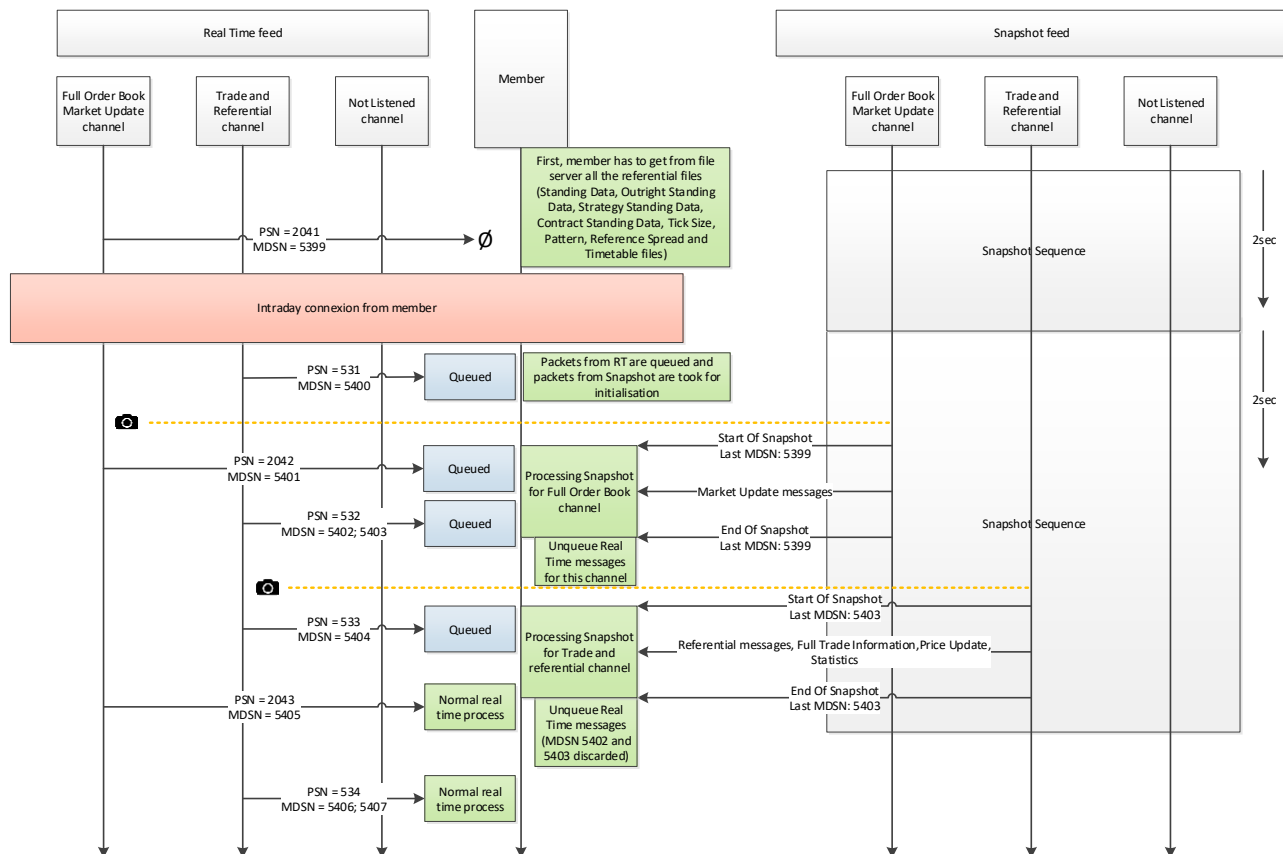 Real Time feed
Member
Snapshot feed
Full Order Book
Market Update
channel
Trade and
Referential
channel
Not Listened
channel
Full Order Book
Market Update
channel
Trade and
Referential
channel
Not Listened
channel
First, member has to get from file
server all the referential files
(Standing Data, Outright Standing
Data, Strategy Standing Data,
Contract Standing Data, Tick Size,
Pattern, Reference Spread and
Timetable files)
PSN = 2041
MDSN = 5399
Ø
Snapshot Sequence
2sec
Intraday connexion from member
PSN = 531
MDSN = 5400
Queued
Packets from RT are queued and
packets from Snapshot are took for
initialisation
2sec
Start Of Snapshot
Last MDSN: 5399
PSN = 2042
MDSN = 5401
Queued
Processing Snapshot
for Full Order Book
channel
Market Update messages
PSN = 532
MDSN = 5402; 5403
Queued
End Of Snapshot
Last MDSN: 5399
Snapshot Sequence
Unqueue Real
Time messages
for this channel
Start Of Snapshot
Last MDSN: 5403
PSN = 533
MDSN = 5404
Queued
Processing Snapshot
for Trade and
referential channel
Referential messages, Full Trade Information,Price Update,
Statistics
End Of Snapshot
Last MDSN: 5403
PSN = 2043
MDSN = 5405
Normal real
time process
Unqueue Real
Time messages
(MDSN 5402 and
5403 discarded)
PSN = 534
MDSN = 5406; 5407
Normal real
time process